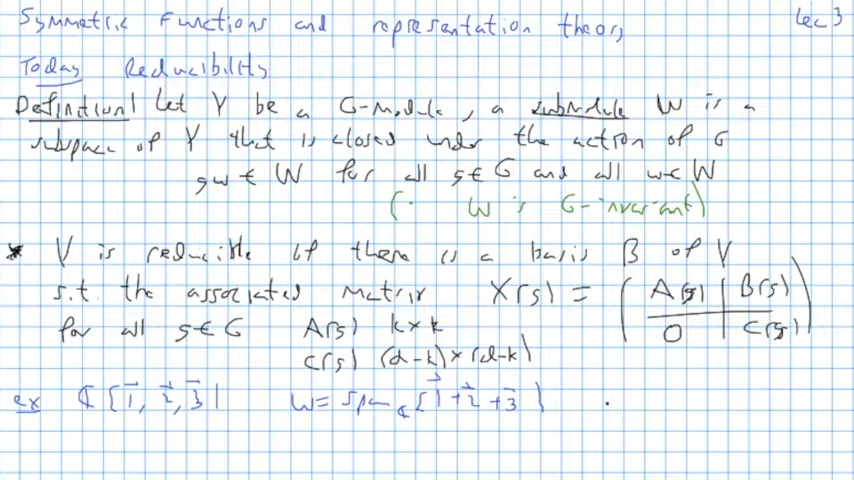 Symmetric Functions and representation theory Lec 3
Today Reducibility
Definition! Let V be a G-module, a submodule W is a
subspace of V that is closed under the action of G
gw ∈ W for all g ∈ G and all w ∈ W
( W is G-invariant)
* V is reducible if there is a basis B of V
s.t. the associated matrix X(g) = ( A(g) | B(g)
for all g ∈ G A(g) k×k 0 | C(g) )
C(g) (d-k)×(d-k)
ex ℂ{1⃗, 2⃗, 3⃗} W = span_ℂ {1⃗+2⃗+3⃗}